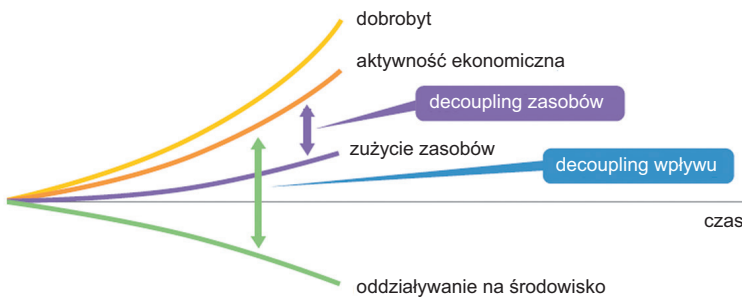 dobrobyt
aktywność ekonomiczna
decoupling zasobów
zużycie zasobów
decoupling wpływu
czas
oddziaływanie na środowisko